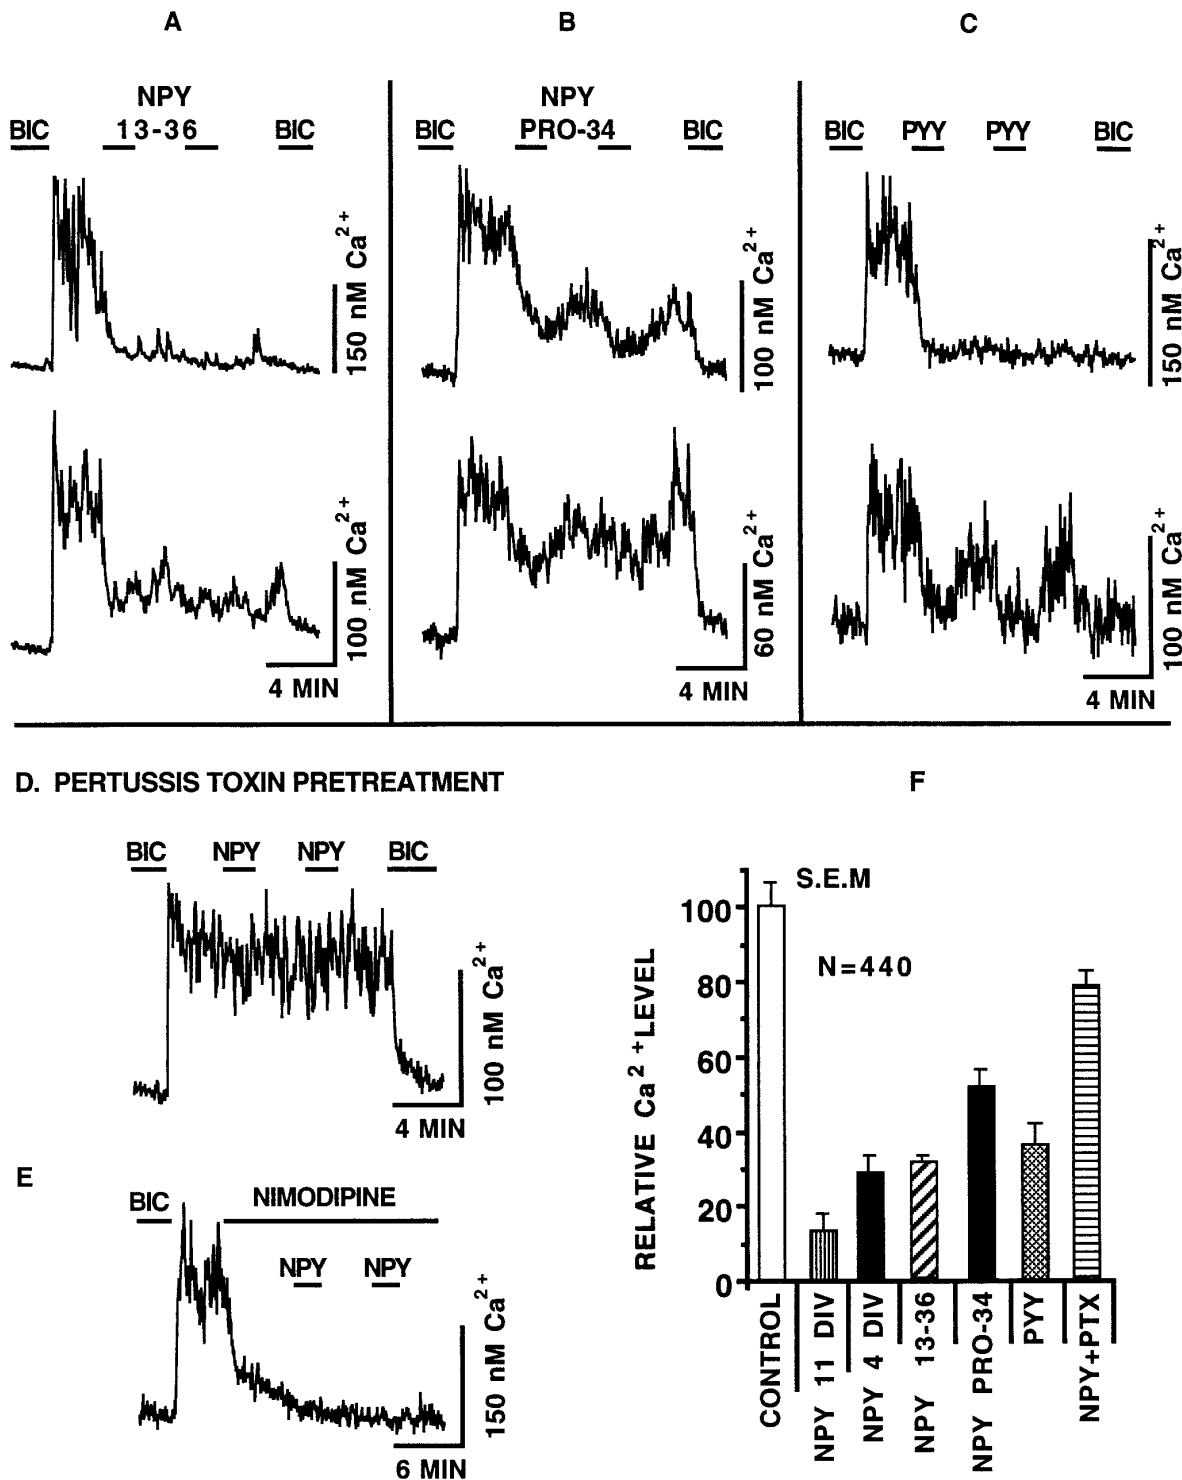 A
B
C
NPY
13-36
BIC
BIC
NPY
PRO-34
BIC
BIC
BIC
PYY
PYY
BIC
150 nM Ca2+
100 nM Ca2+
150 nM Ca2+
100 nM Ca2+
60 nM Ca2+
100 nM Ca2+
4 MIN
4 MIN
4 MIN
D. PERTUSSIS TOXIN PRETREATMENT
F
BIC
NPY
NPY
BIC
100 nM Ca2+
4 MIN
E
BIC
NIMODIPINE
NPY
NPY
150 nM Ca2+
6 MIN
S.E.M
N=440
RELATIVE Ca2+LEVEL
100
80
60
40
20
0
CONTROL
NPY 11 DIV
NPY 4 DIV
NPY 13-36
NPY PRO-34
PYY
NPY+PTX